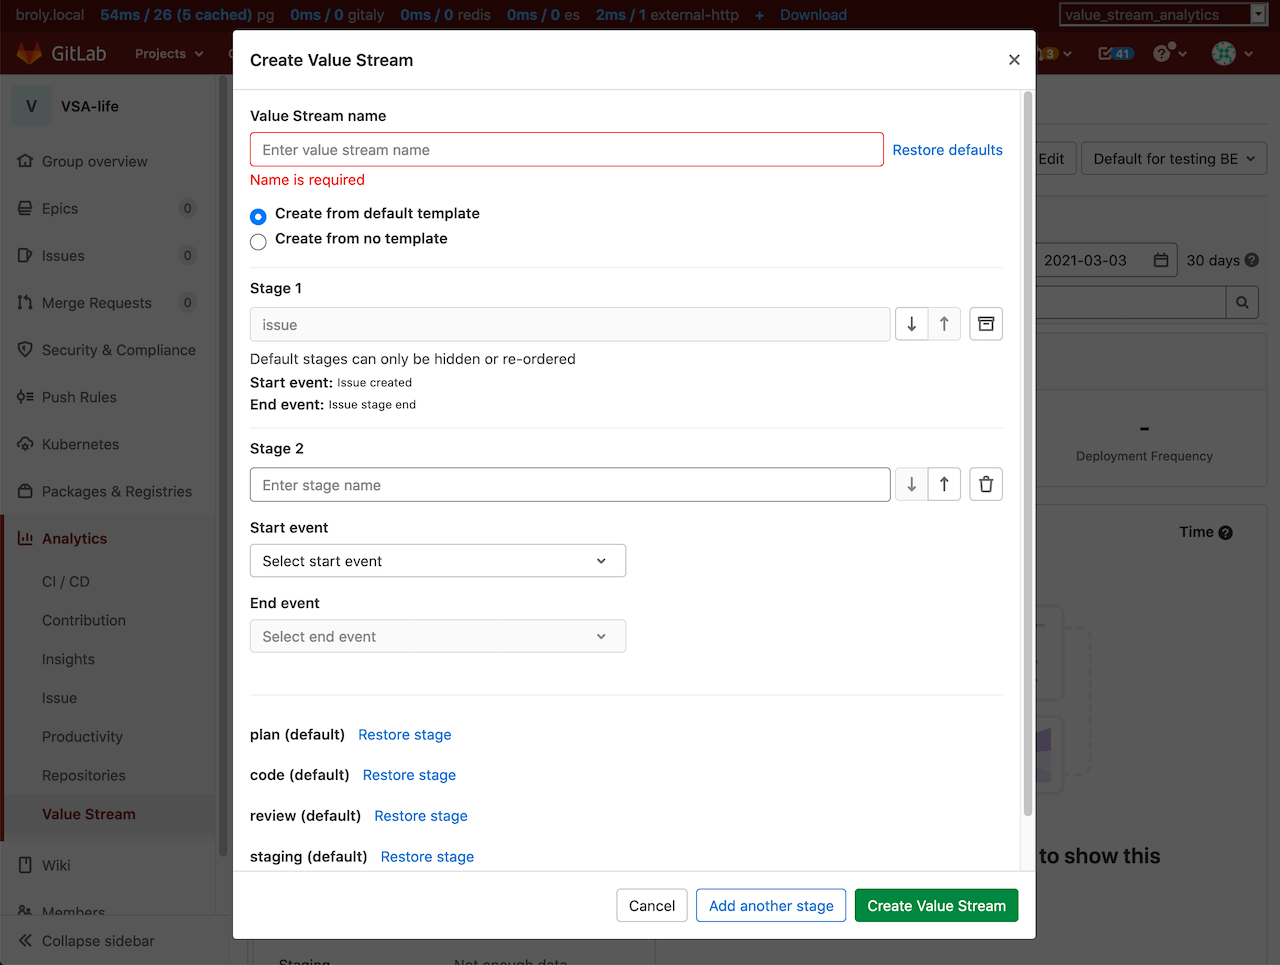 broly.local 54ms / 26 (5 cached) pg 0ms / 0 gitaly 0ms / 0 redis 0ms / 0 es 2ms / 1 external-http + Download value_stream_analytics
GitLab Projects 3 41
V VSA-life
Group overview
Epics 0
Issues 0
Merge Requests 0
Security & Compliance
Push Rules
Kubernetes
Packages & Registries
Analytics
CI / CD
Contribution
Insights
Issue
Productivity
Repositories
Value Stream
Wiki
Members
Collapse sidebar
Create Value Stream
Value Stream name
Enter value stream name
Restore defaults
Name is required
Create from default template
Create from no template
Stage 1
issue
Default stages can only be hidden or re-ordered
Start event: Issue created
End event: Issue stage end
Stage 2
Enter stage name
Start event
Select start event
End event
Select end event
plan (default) Restore stage
code (default) Restore stage
review (default) Restore stage
staging (default) Restore stage
Cancel Add another stage Create Value Stream
Edit Default for testing BE
2021-03-03 30 days
-
Deployment Frequency
Time
to show this
Staging Not enough data